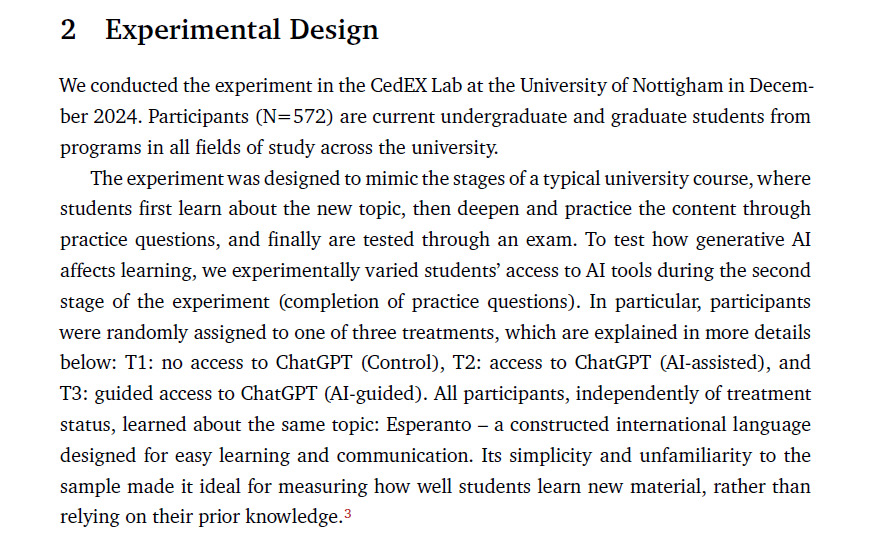 2 Experimental Design
We conducted the experiment in the CedEX Lab at the University of Nottigham in Decem-
ber 2024. Participants (N=572) are current undergraduate and graduate students from
programs in all fields of study across the university.
The experiment was designed to mimic the stages of a typical university course, where
students first learn about the new topic, then deepen and practice the content through
practice questions, and finally are tested through an exam. To test how generative AI
affects learning, we experimentally varied students’ access to AI tools during the second
stage of the experiment (completion of practice questions). In particular, participants
were randomly assigned to one of three treatments, which are explained in more details
below: T1: no access to ChatGPT (Control), T2: access to ChatGPT (AI-assisted), and
T3: guided access to ChatGPT (AI-guided). All participants, independently of treatment
status, learned about the same topic: Esperanto – a constructed international language
designed for easy learning and communication. Its simplicity and unfamiliarity to the
sample made it ideal for measuring how well students learn new material, rather than
relying on their prior knowledge.³